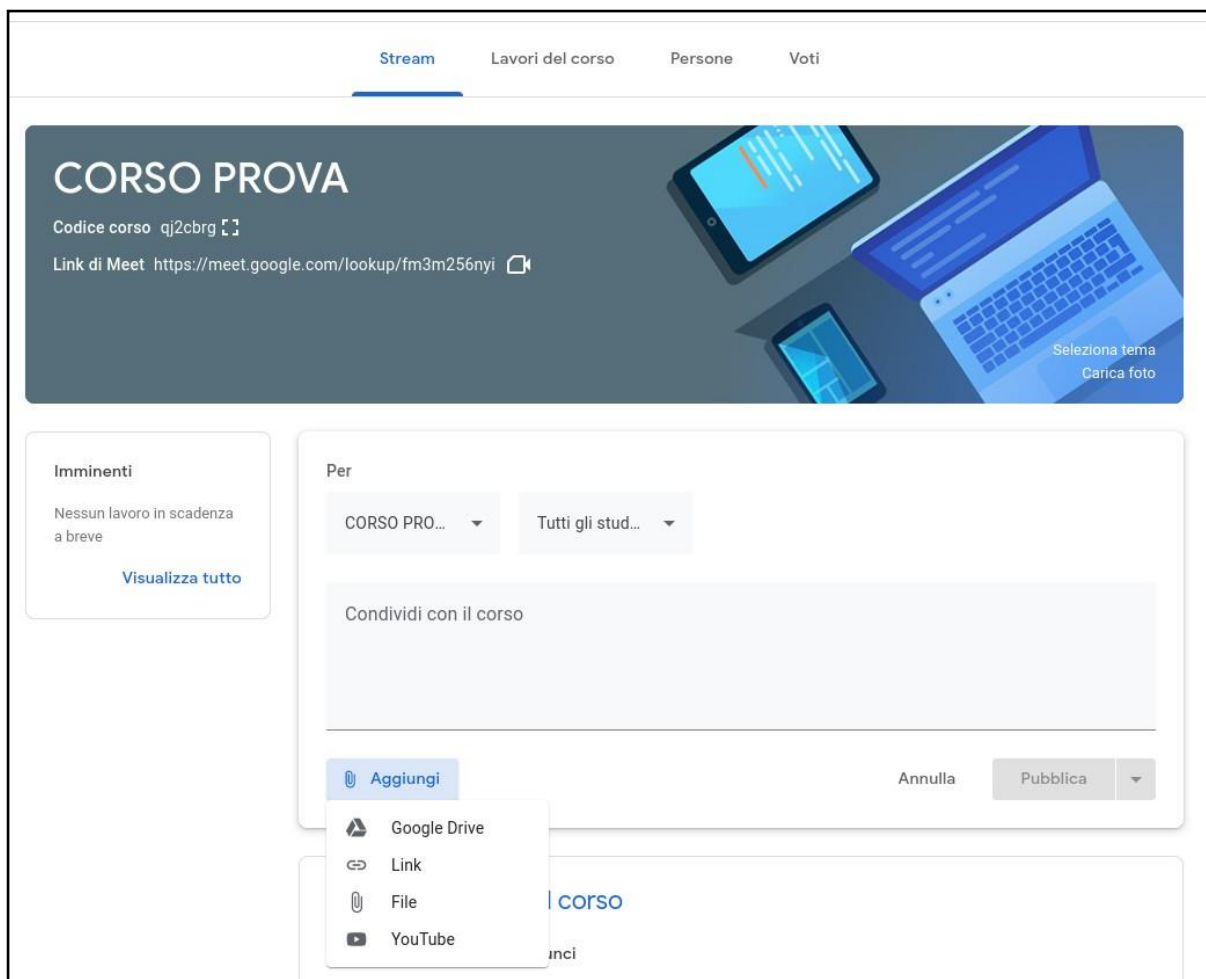 Stream Lavori del corso Persone Voti
CORSO PROVA
Codice corso qj2cbrg
Link di Meet https://meet.google.com/lookup/fm3m256nyi
Seleziona tema
Carica foto
Imminenti
Nessun lavoro in scadenza
a breve
Visualizza tutto
Per
CORSO PRO... Tutti gli stud...
Condividi con il corso
Aggiungi Annulla Pubblica
Google Drive
Link
File
YouTube
l corso
unci